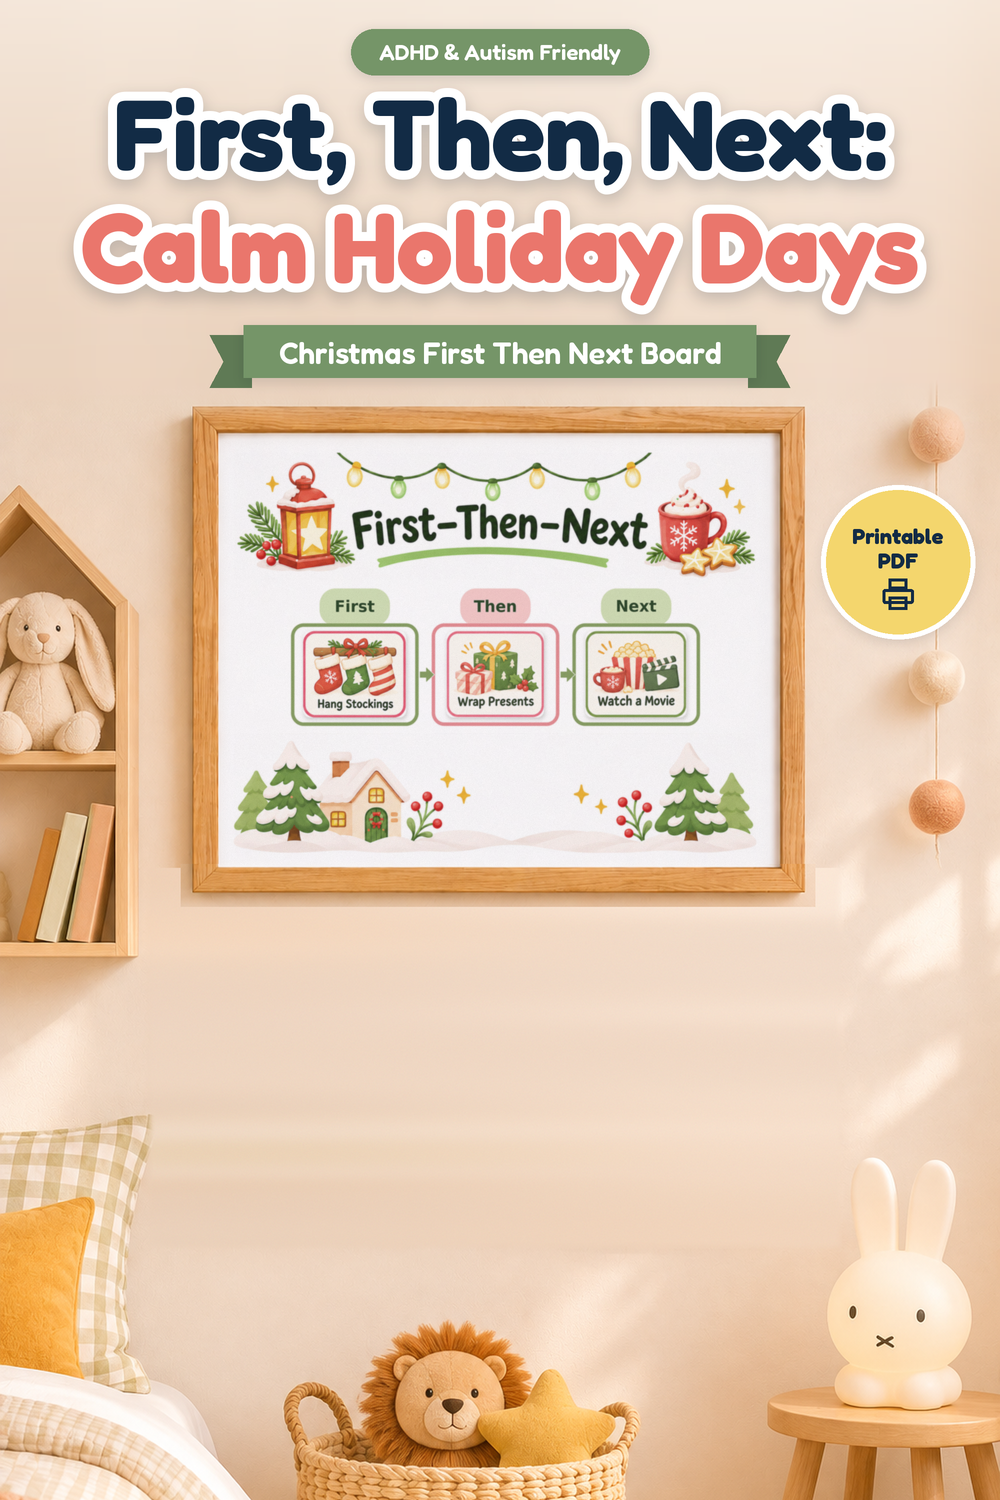 ADHD & Autism Friendly
First, Then, Next:
Calm Holiday Days
Christmas First Then Next Board
First-Then-Next
Printable
PDF
First
Then
Next
Hang Stockings
Wrap Presents
Watch a Movie